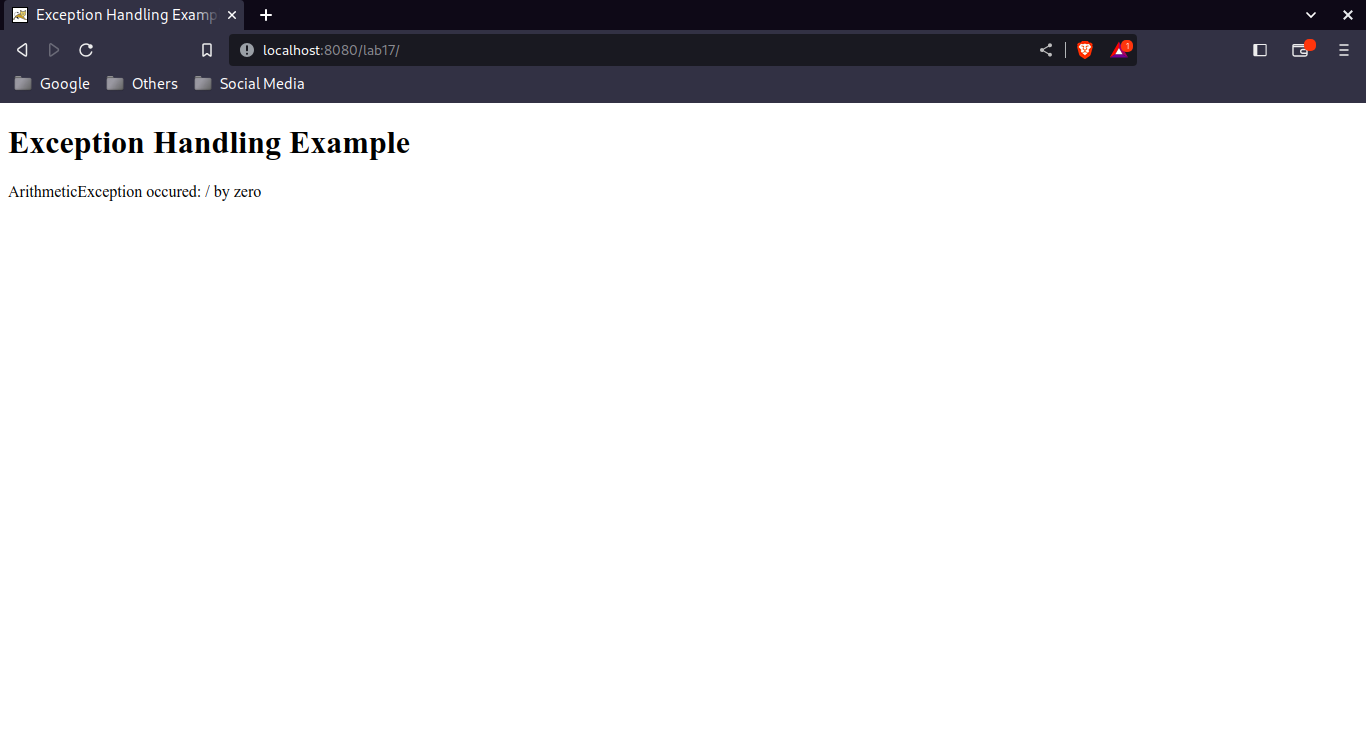 Exception Handling Examp
localhost:8080/lab17/
1
Google Others Social Media
Exception Handling Example
ArithmeticException occured: / by zero